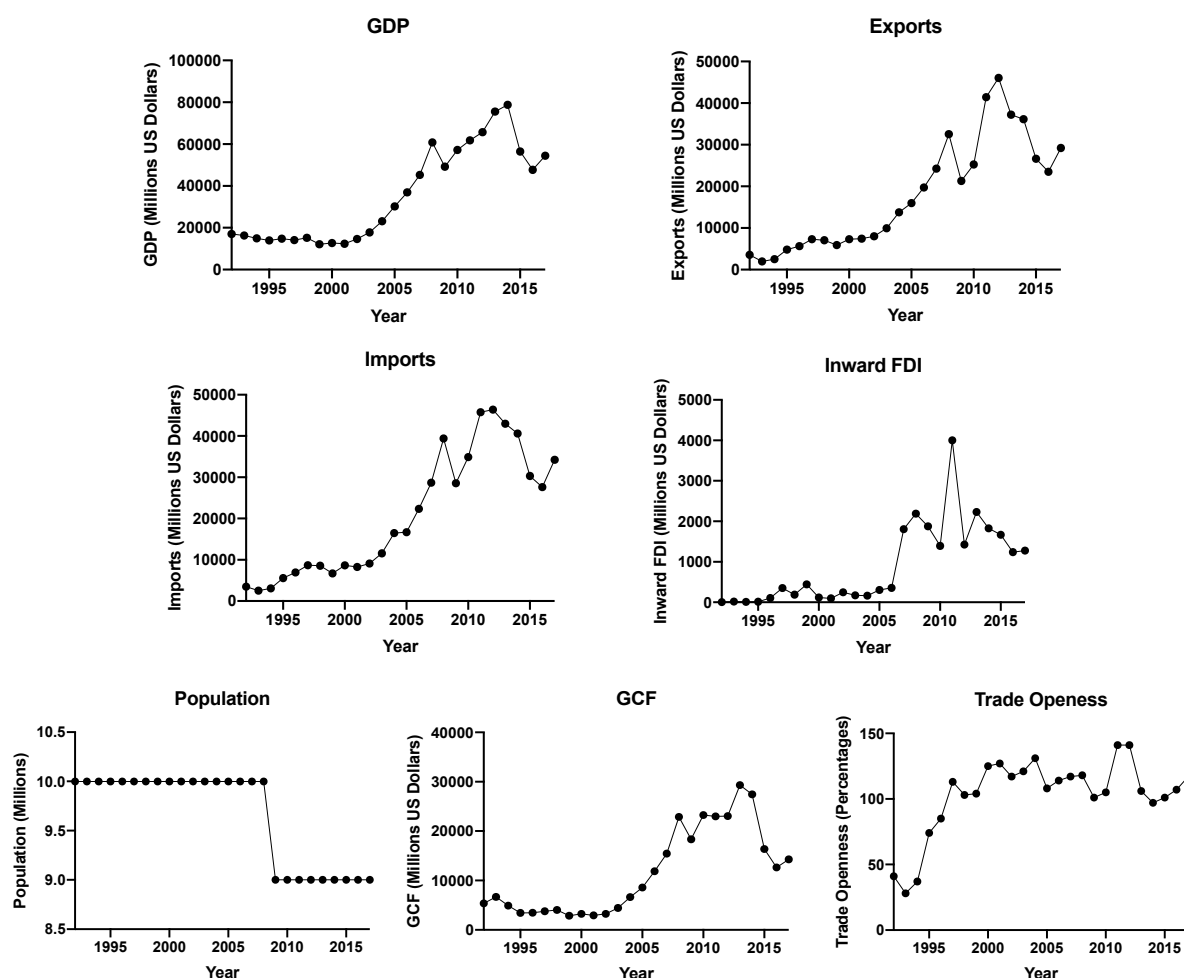 GDP
GDP (Millions US Dollars)
100000
80000
60000
40000
20000
0
1995 2000 2005 2010 2015
Year
Exports
Exports (Millions US Dollars)
50000
40000
30000
20000
10000
0
1995 2000 2005 2010 2015
Year
Imports
Imports (Millions US Dollars)
50000
40000
30000
20000
10000
0
1995 2000 2005 2010 2015
Year
Inward FDI
Inward FDI (Millions US Dollars)
5000
4000
3000
2000
1000
0
1995 2000 2005 2010 2015
Year
Population
Population (Millions)
10.5
10.0
9.5
9.0
8.5
1995 2000 2005 2010 2015
Year
GCF
GCF (Millions US Dollars)
40000
30000
20000
10000
0
1995 2000 2005 2010 2015
Year
Trade Openess
Trade Openness (Percentages)
150
100
50
0
1995 2000 2005 2010 2015
Year